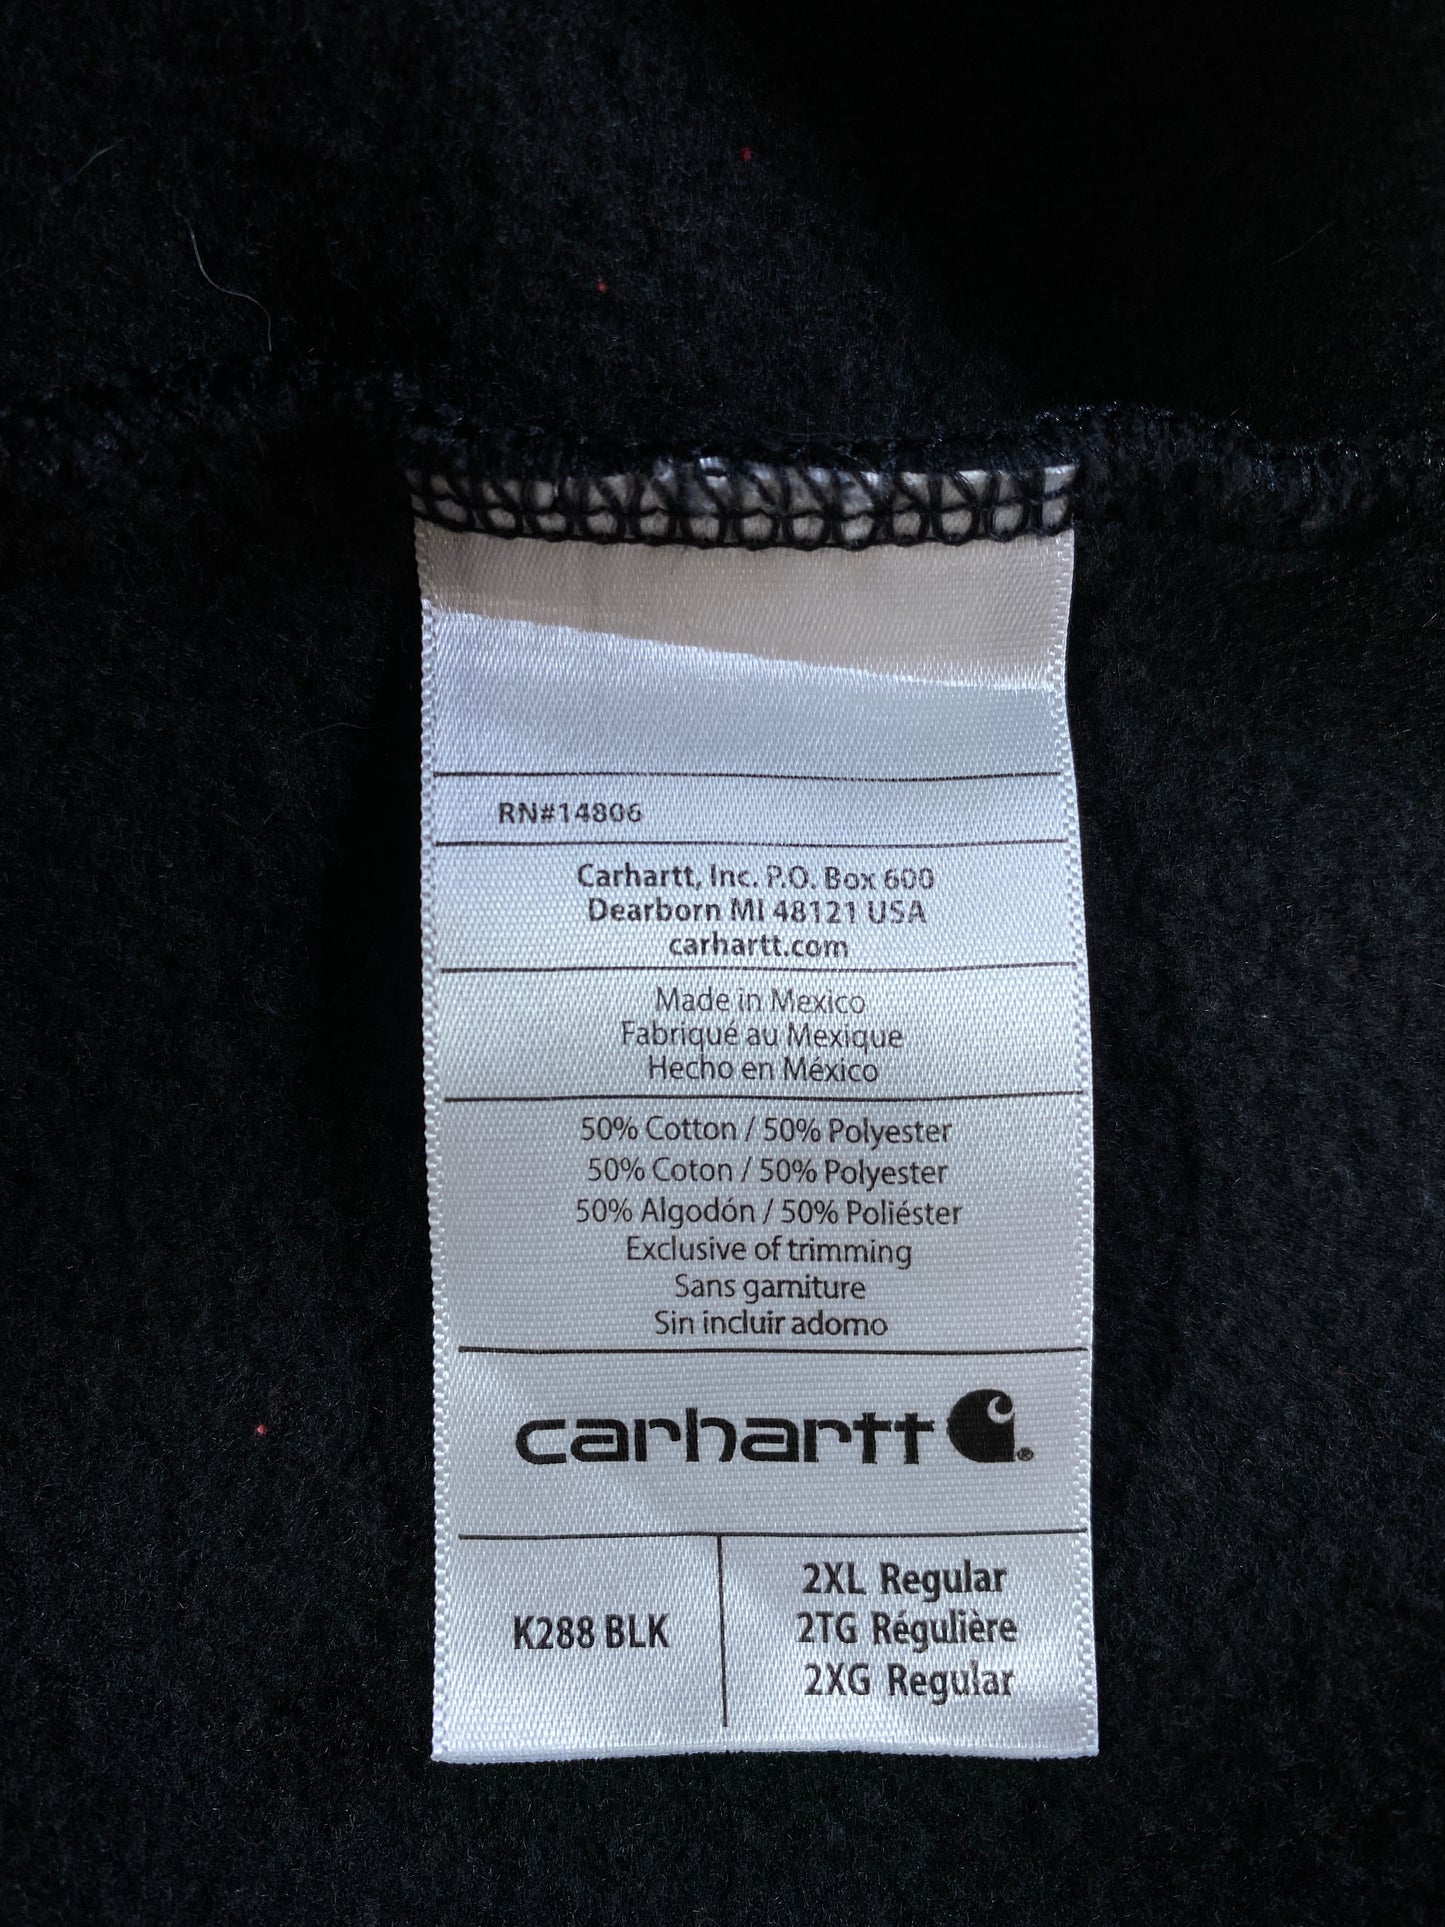 RN#14806
Carhartt, Inc. P.O. Box 600
Dearborn MI 48121 USA
carhartt.com
Made in Mexico
Fabriqué au Mexique
Hecho en México
50% Cotton / 50% Polyester
50% Coton / 50% Polyester
50% Algodón / 50% Poliéster
Exclusive of trimming
Sans garniture
Sin incluir adorno
carhartt ®
K288 BLK
2XL Regular
2TG Régulière
2XG Regular